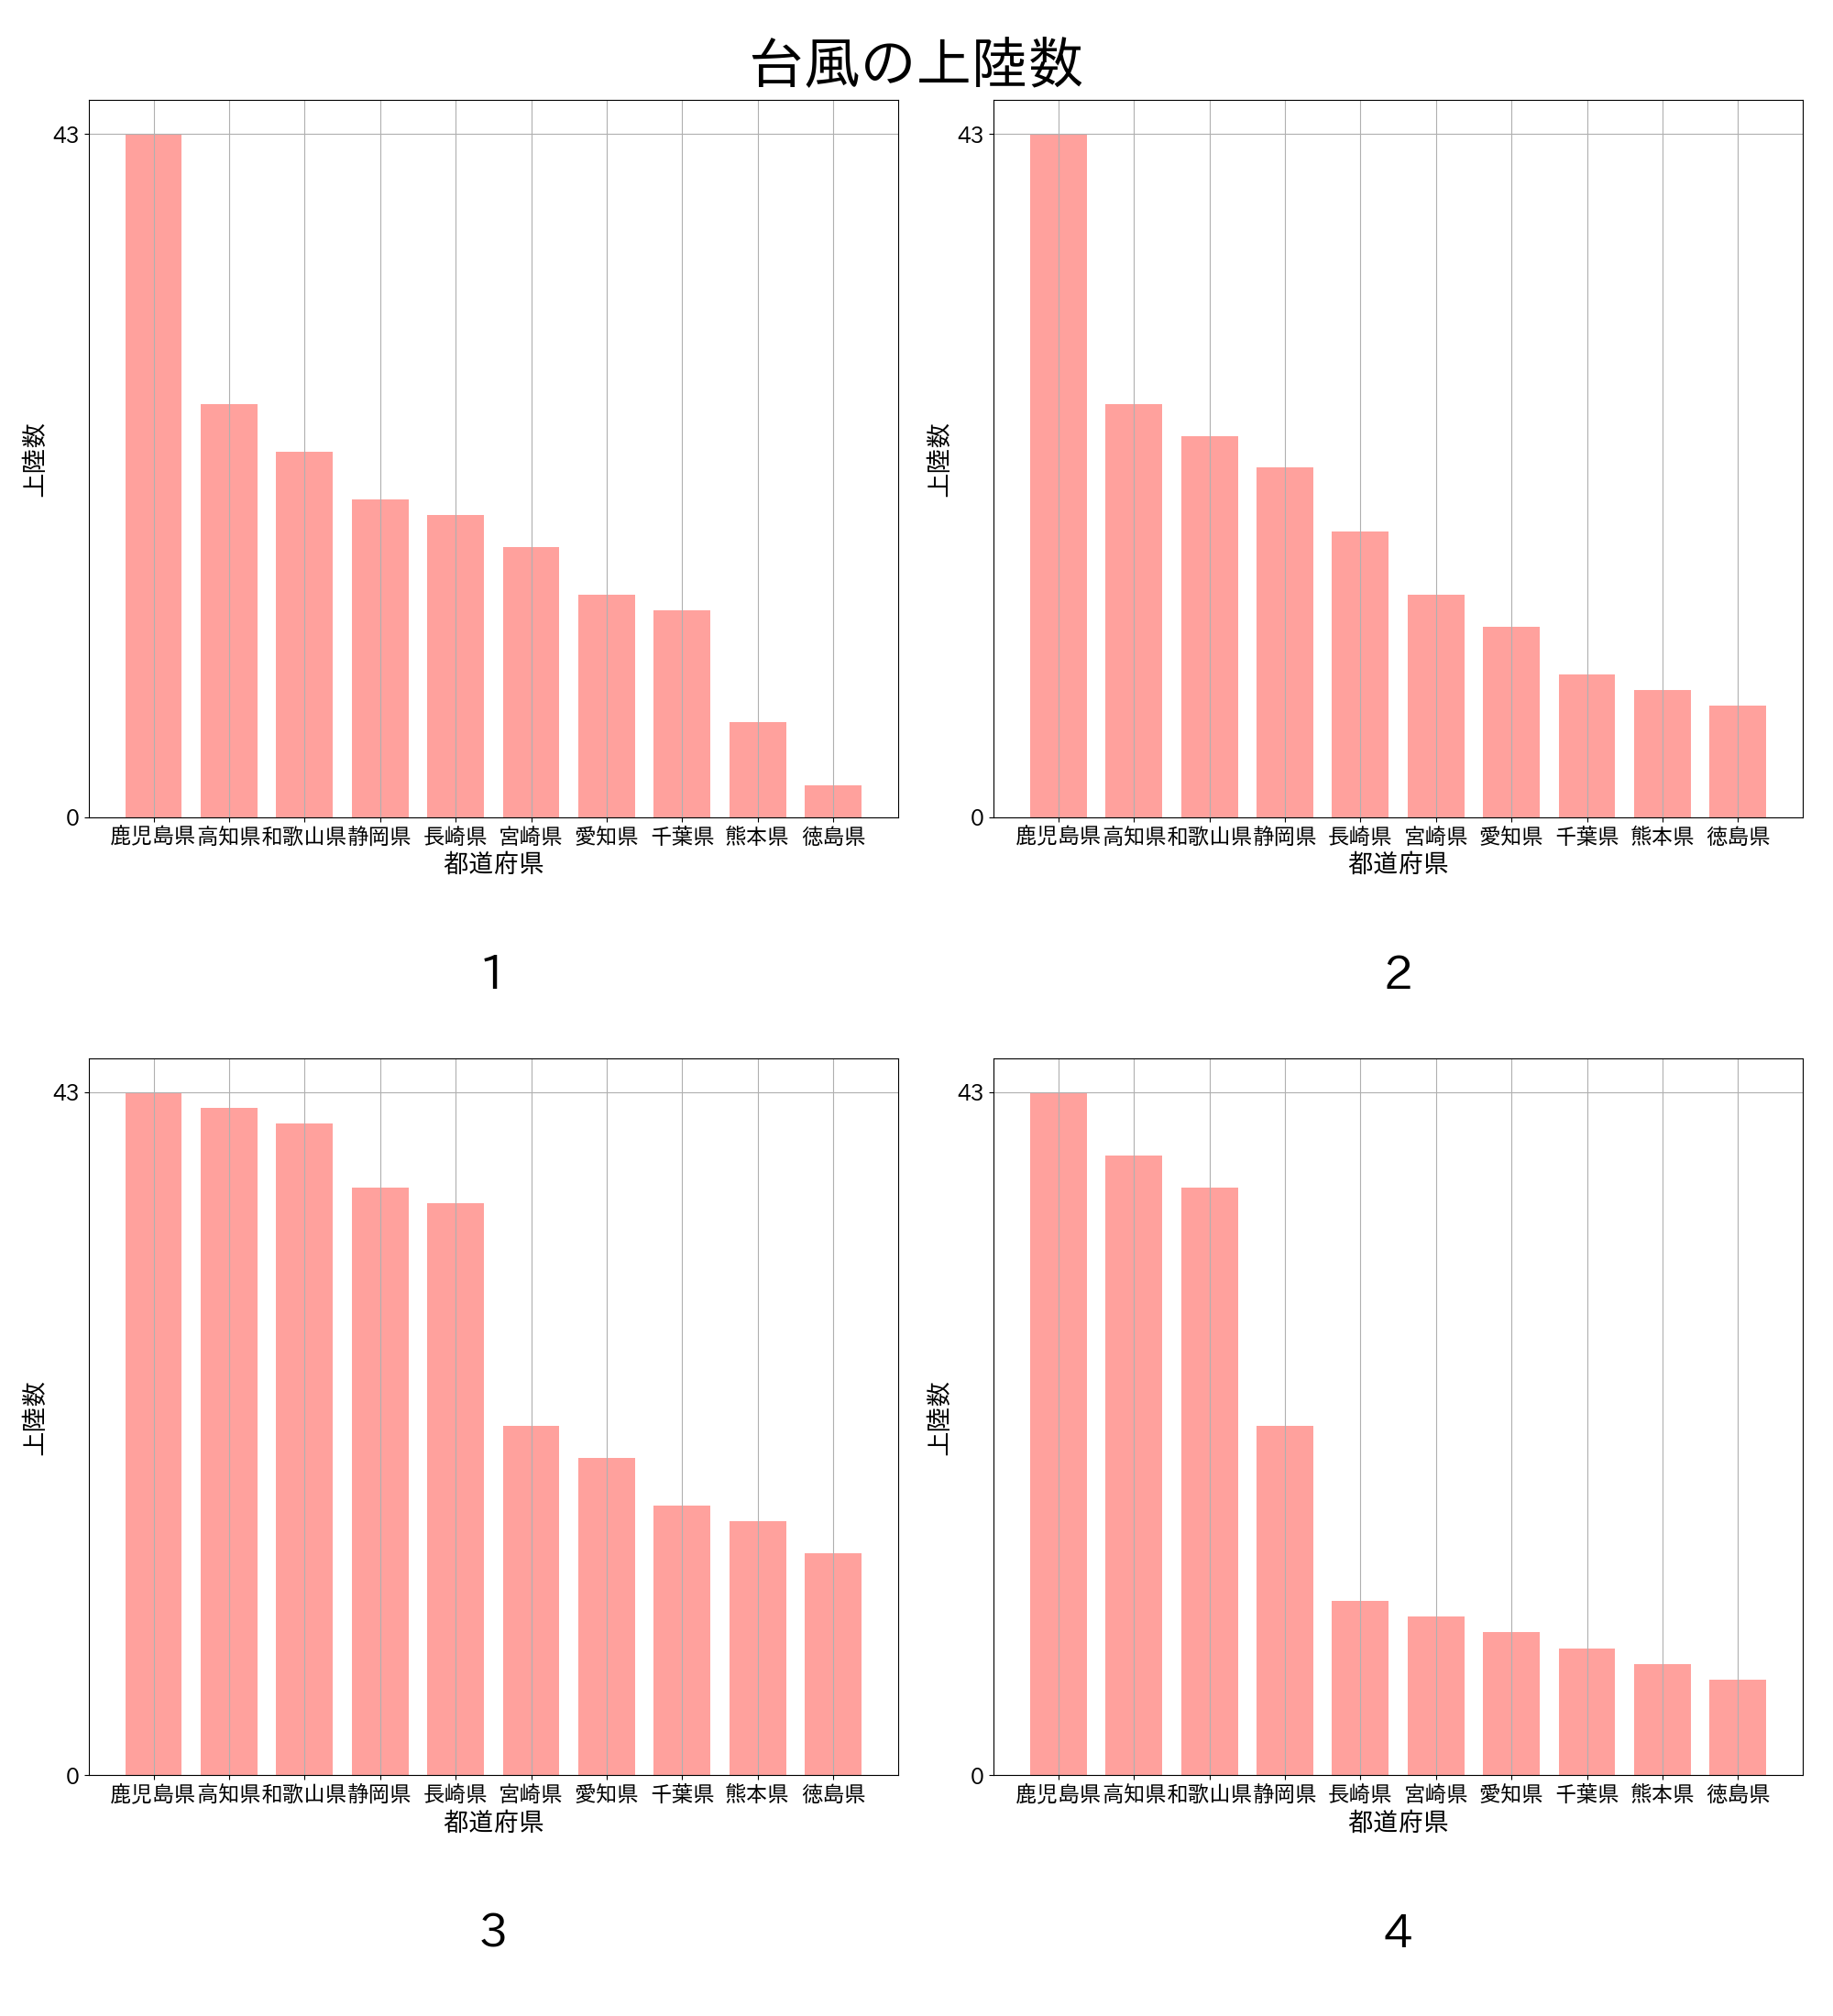 台風の上陸数
43
0
上陸数
鹿児島県 高知県 和歌山県 静岡県 長崎県 宮崎県 愛知県 千葉県 熊本県 徳島県
都道府県
1
43
0
上陸数
鹿児島県 高知県 和歌山県 静岡県 長崎県 宮崎県 愛知県 千葉県 熊本県 徳島県
都道府県
2
43
0
上陸数
鹿児島県 高知県 和歌山県 静岡県 長崎県 宮崎県 愛知県 千葉県 熊本県 徳島県
都道府県
3
43
0
上陸数
鹿児島県 高知県 和歌山県 静岡県 長崎県 宮崎県 愛知県 千葉県 熊本県 徳島県
都道府県
4